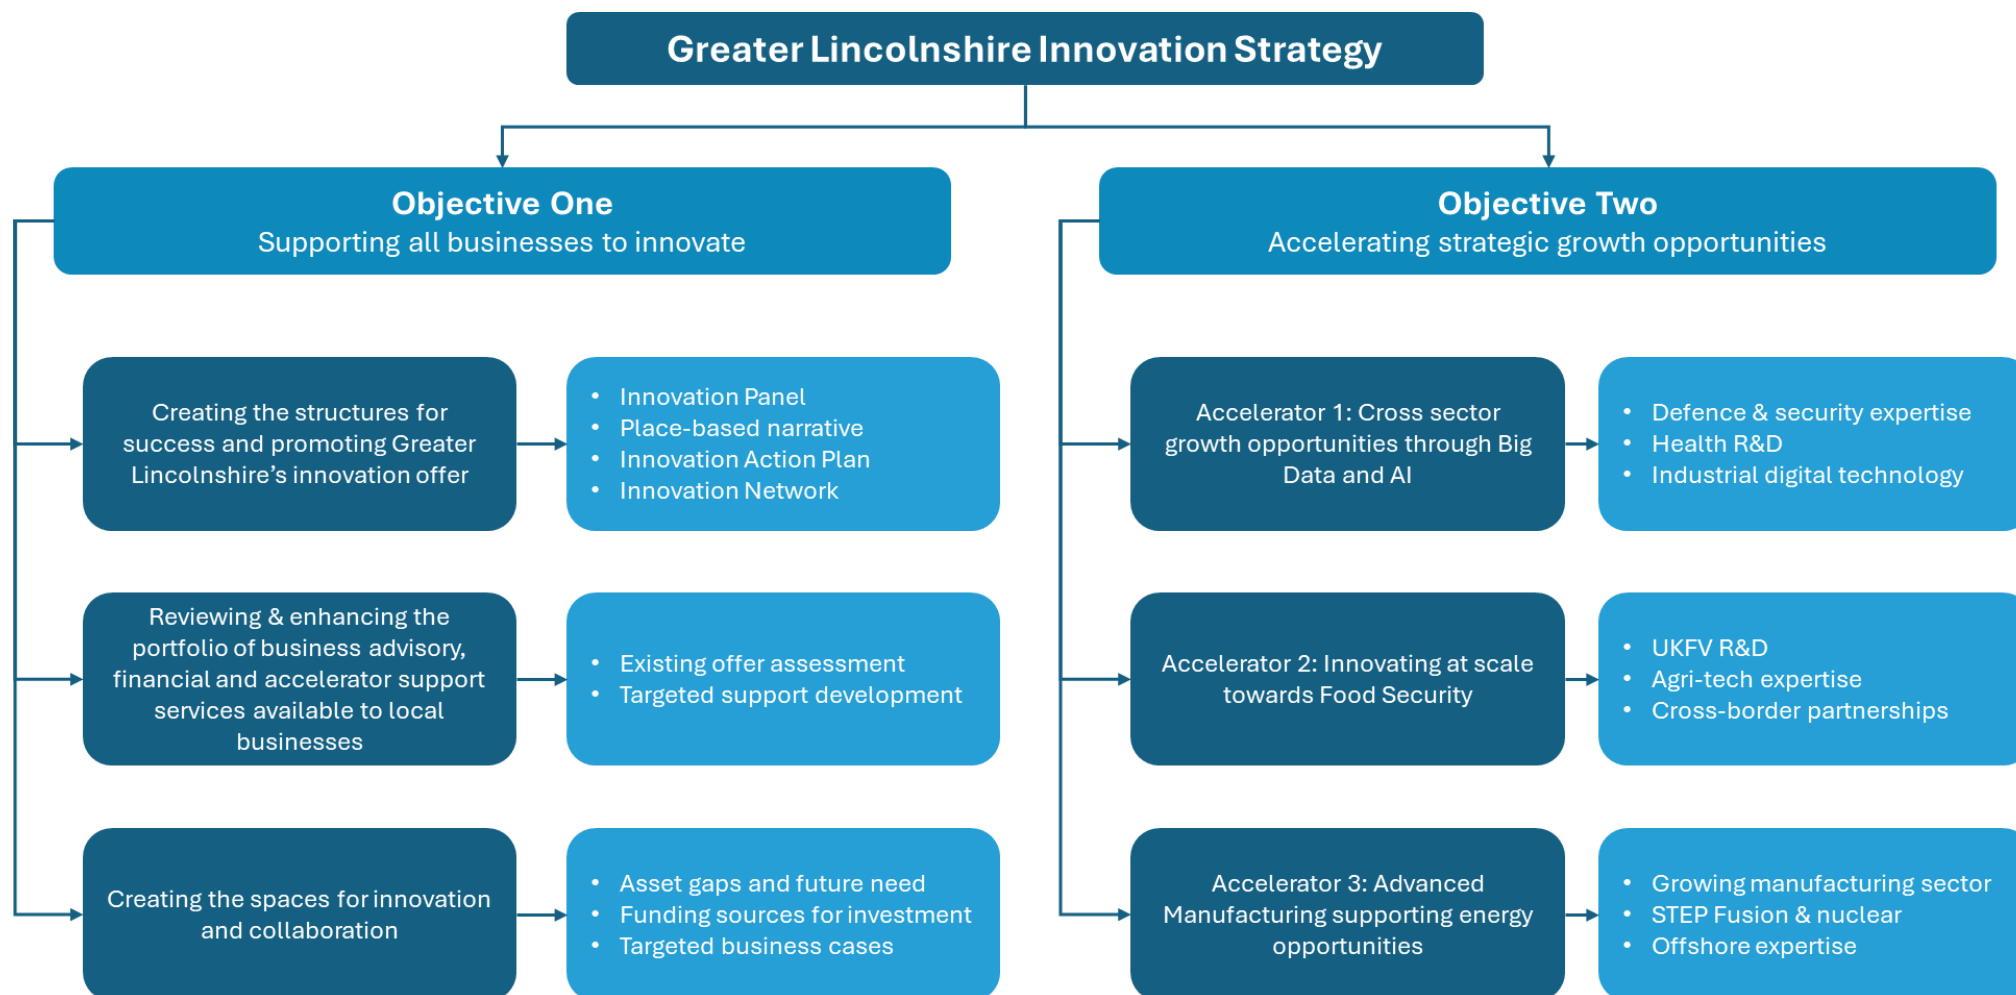 Greater Lincolnshire Innovation Strategy
Objective One
Supporting all businesses to innovate
Creating the structures for
success and promoting Greater
Lincolnshire’s innovation offer
• Innovation Panel
• Place-based narrative
• Innovation Action Plan
• Innovation Network
Reviewing & enhancing the
portfolio of business advisory,
financial and accelerator support
services available to local
businesses
• Existing offer assessment
• Targeted support development
Creating the spaces for innovation
and collaboration
• Asset gaps and future need
• Funding sources for investment
• Targeted business cases
Objective Two
Accelerating strategic growth opportunities
Accelerator 1: Cross sector
growth opportunities through Big
Data and AI
• Defence & security expertise
• Health R&D
• Industrial digital technology
Accelerator 2: Innovating at scale
towards Food Security
• UKFV R&D
• Agri-tech expertise
• Cross-border partnerships
Accelerator 3: Advanced
Manufacturing supporting energy
opportunities
• Growing manufacturing sector
• STEP Fusion & nuclear
• Offshore expertise